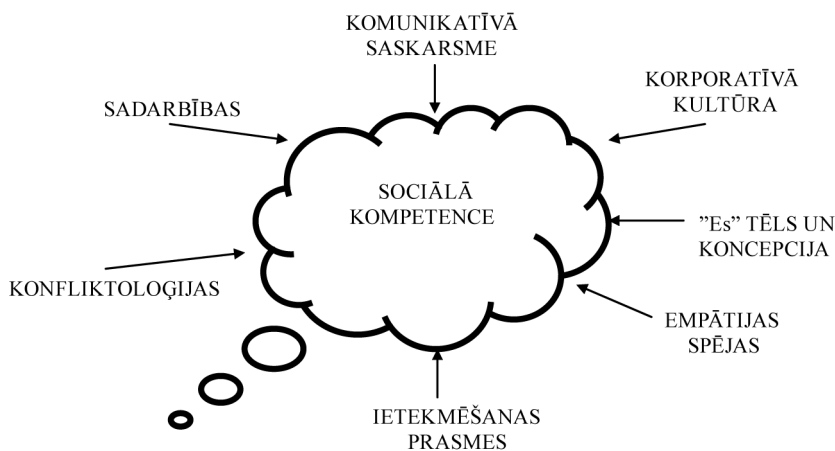 KOMUNIKATĪVĀ
SASKARSME
KORPORATĪVĀ
KULTŪRA
SADARBĪBAS
SOCIĀLĀ
KOMPETENCE
”Es” TĒLS UN
KONCEPCIJA
KONFLIKTOLOĢIJAS
EMPĀTIJAS
SPĒJAS
IETEKMĒŠANAS
PRASMES